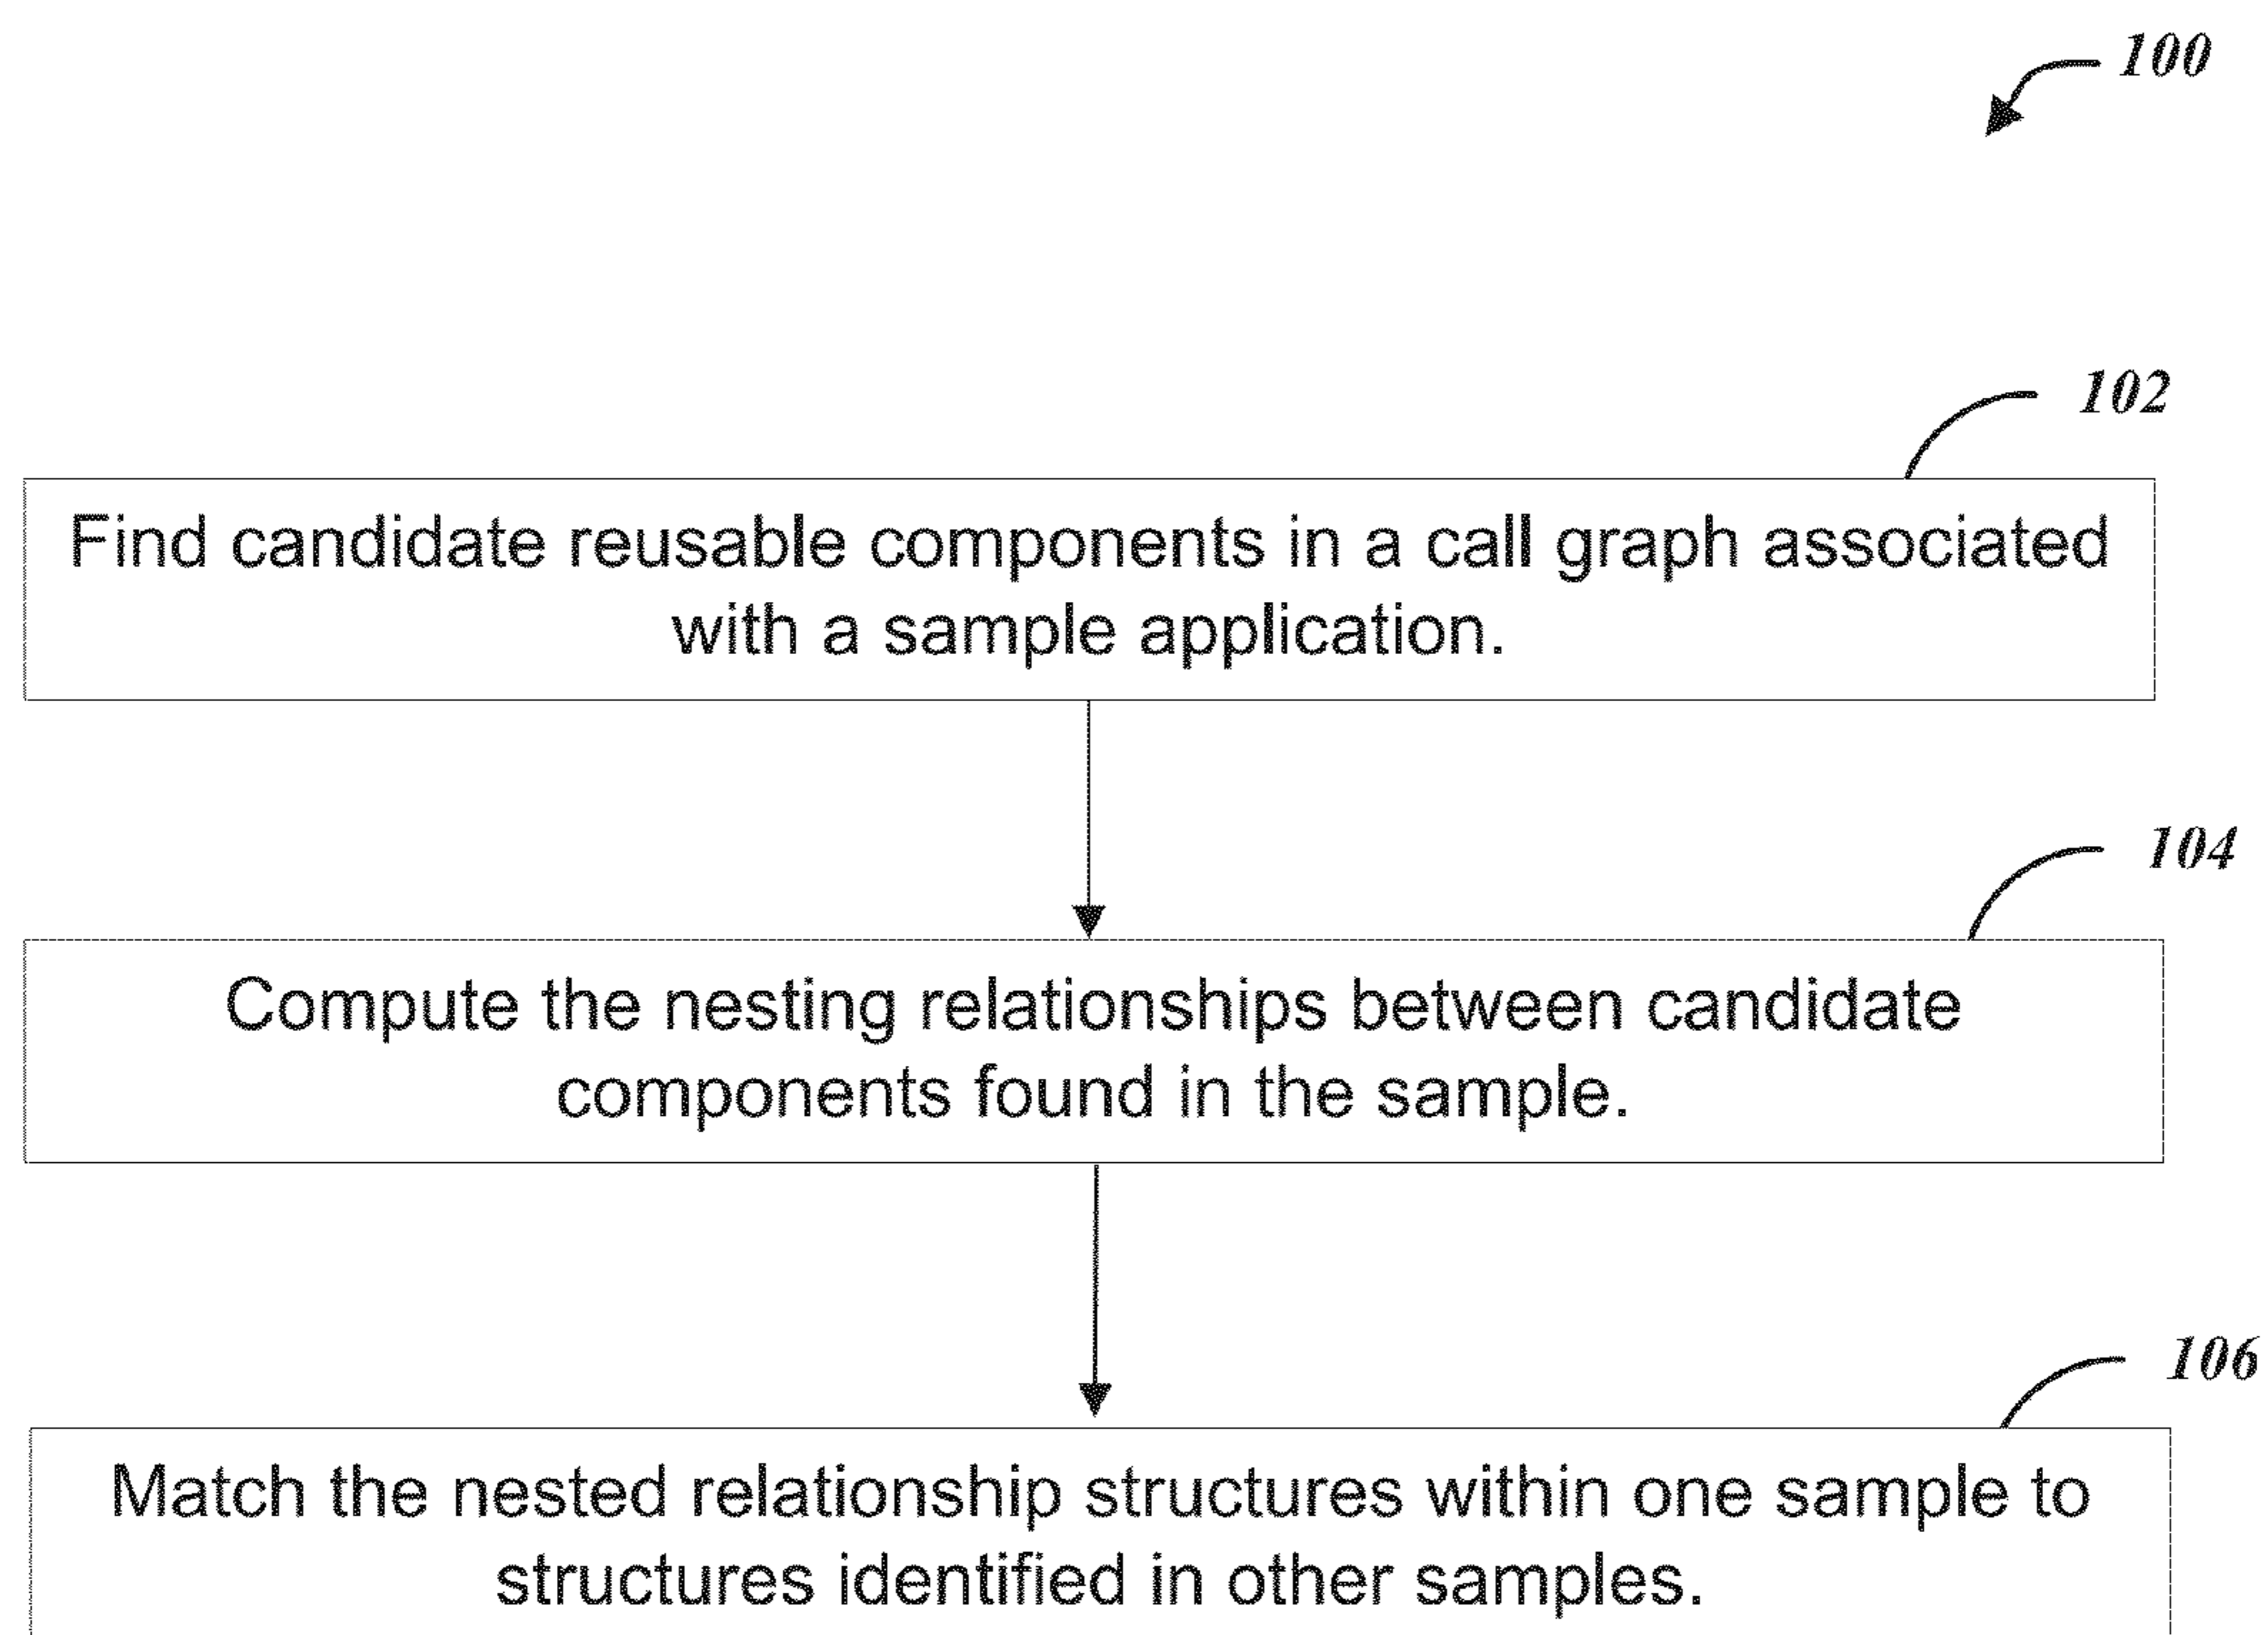 100
102
Find candidate reusable components in a call graph associated
with a sample application.
104
Compute the nesting relationships between candidate
components found in the sample.
106
Match the nested relationship structures within one sample to
structures identified in other samples.